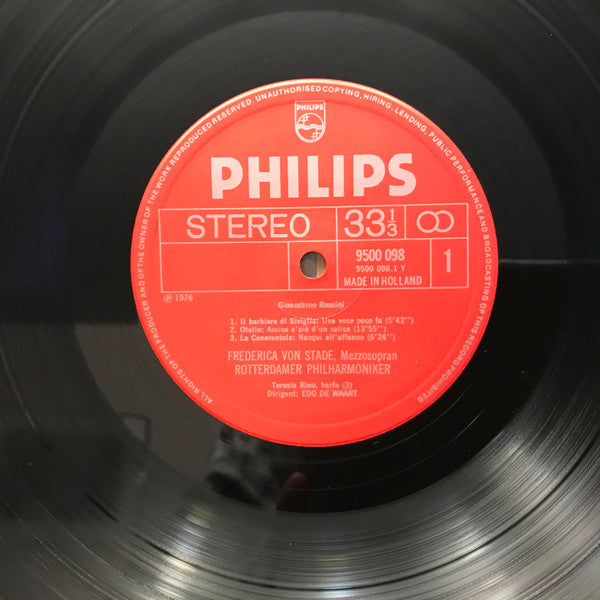 ALL RIGHTS OF THE PRODUCER AND OF THE OWNER OF THE WORK REPRODUCED RESERVED UNAUTHORISED COPYING, HIRING, LENDING, PUBLIC PERFORMANCE AND BROADCASTING OF THIS RECORD PROHIBITED
PHILIPS
PHILIPS
STEREO 33 1/3
9500 098
9500 098.1 Y
MADE IN HOLLAND
1
℗ 1976
Gioacchino Rossini
1. Il barbiere di Siviglia: Una voce poco fa (5'42'')
2. Otello: Assisa a'piè d'un salice (13'55'')
3. La Cenerentola: Nacqui all'affanno (6'24'')
FREDERICA VON STADE, Mezzosopran
ROTTERDAMER PHILHARMONIKER
Teresia Rieu, harfe (3)
Dirigent: EDO DE WAART